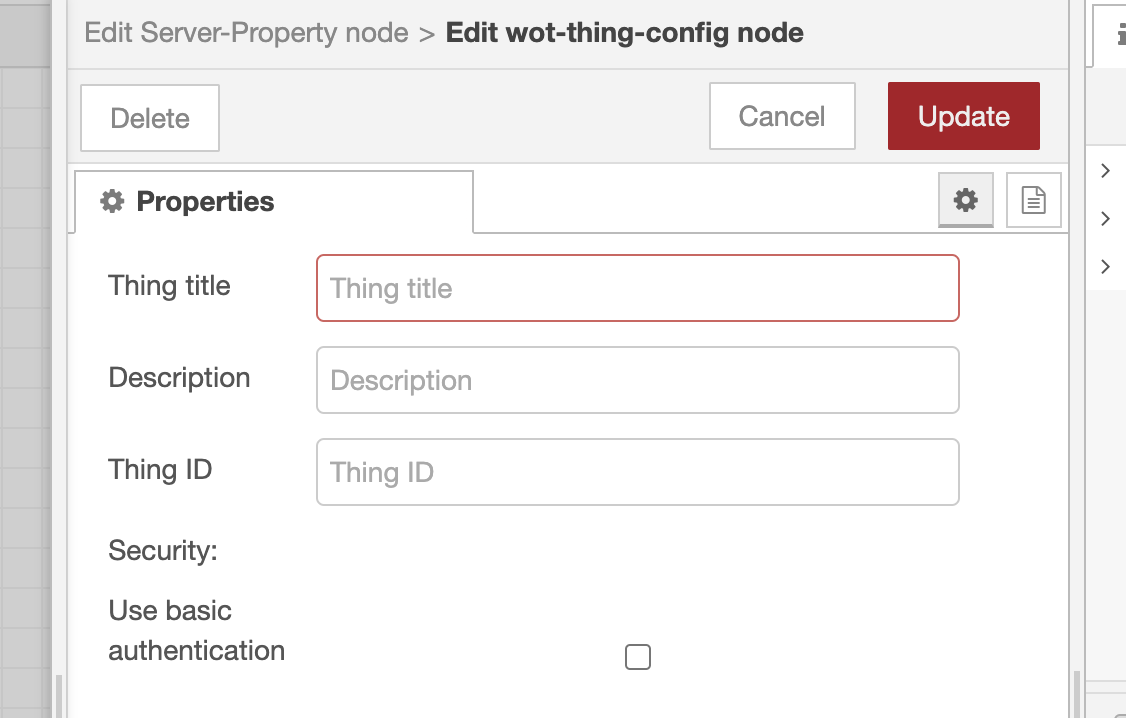 Edit Server-Property node > Edit wot-thing-config node
Delete
Cancel
Update
Properties
Thing title
Thing title
Description
Description
Thing ID
Thing ID
Security:
Use basic
authentication